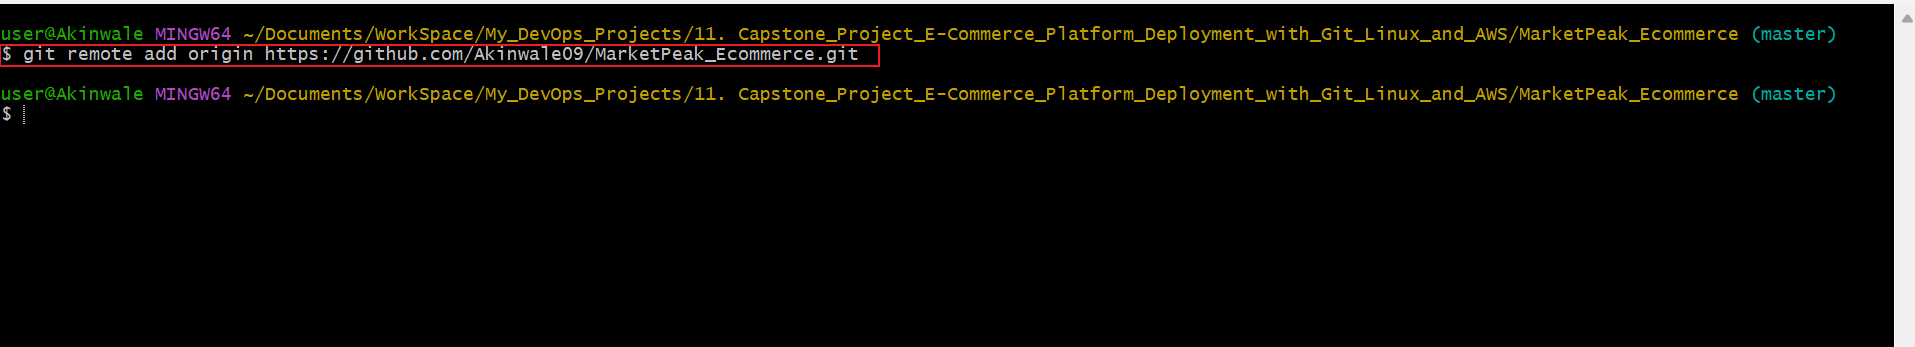 user@Akinwale MINGW64 ~/Documents/WorkSpace/My_DevOps_Projects/11. Capstone_Project_E-Commerce_Platform_Deployment_with_Git_Linux_and_AWS/MarketPeak_Ecommerce (master)
$ git remote add origin https://github.com/Akinwale09/MarketPeak_Ecommerce.git
user@Akinwale MINGW64 ~/Documents/WorkSpace/My_DevOps_Projects/11. Capstone_Project_E-Commerce_Platform_Deployment_with_Git_Linux_and_AWS/MarketPeak_Ecommerce (master)
$